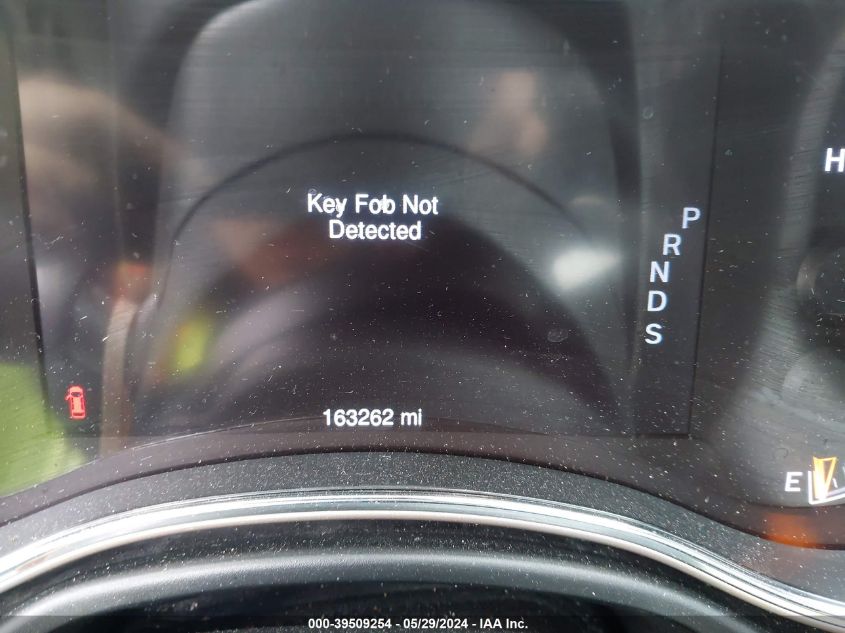 H
Key Fob Not
Detected
P
R
N
D
S
163262 mi
E
000-39509254 - 05/29/2024 - IAA Inc.